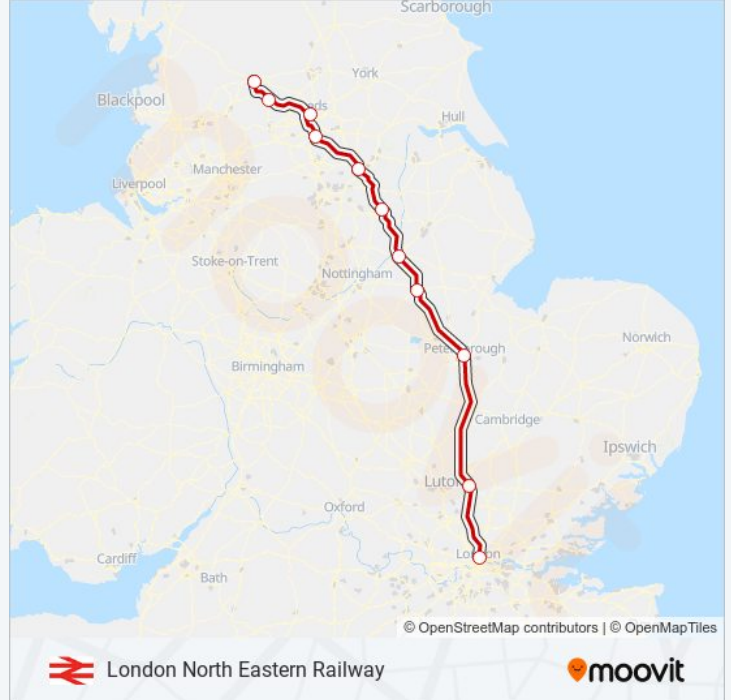 Scarborough
York
Blackpool
ds
Hull
Manchester
Liverpool
Stoke-on-Trent
Nottingham
Norwich
Peterborough
Birmingham
Cambridge
Ipswich
Luton
Oxford
London
Cardiff
Bath
© OpenStreetMap contributors | © OpenMapTiles
London North Eastern Railway
moovit